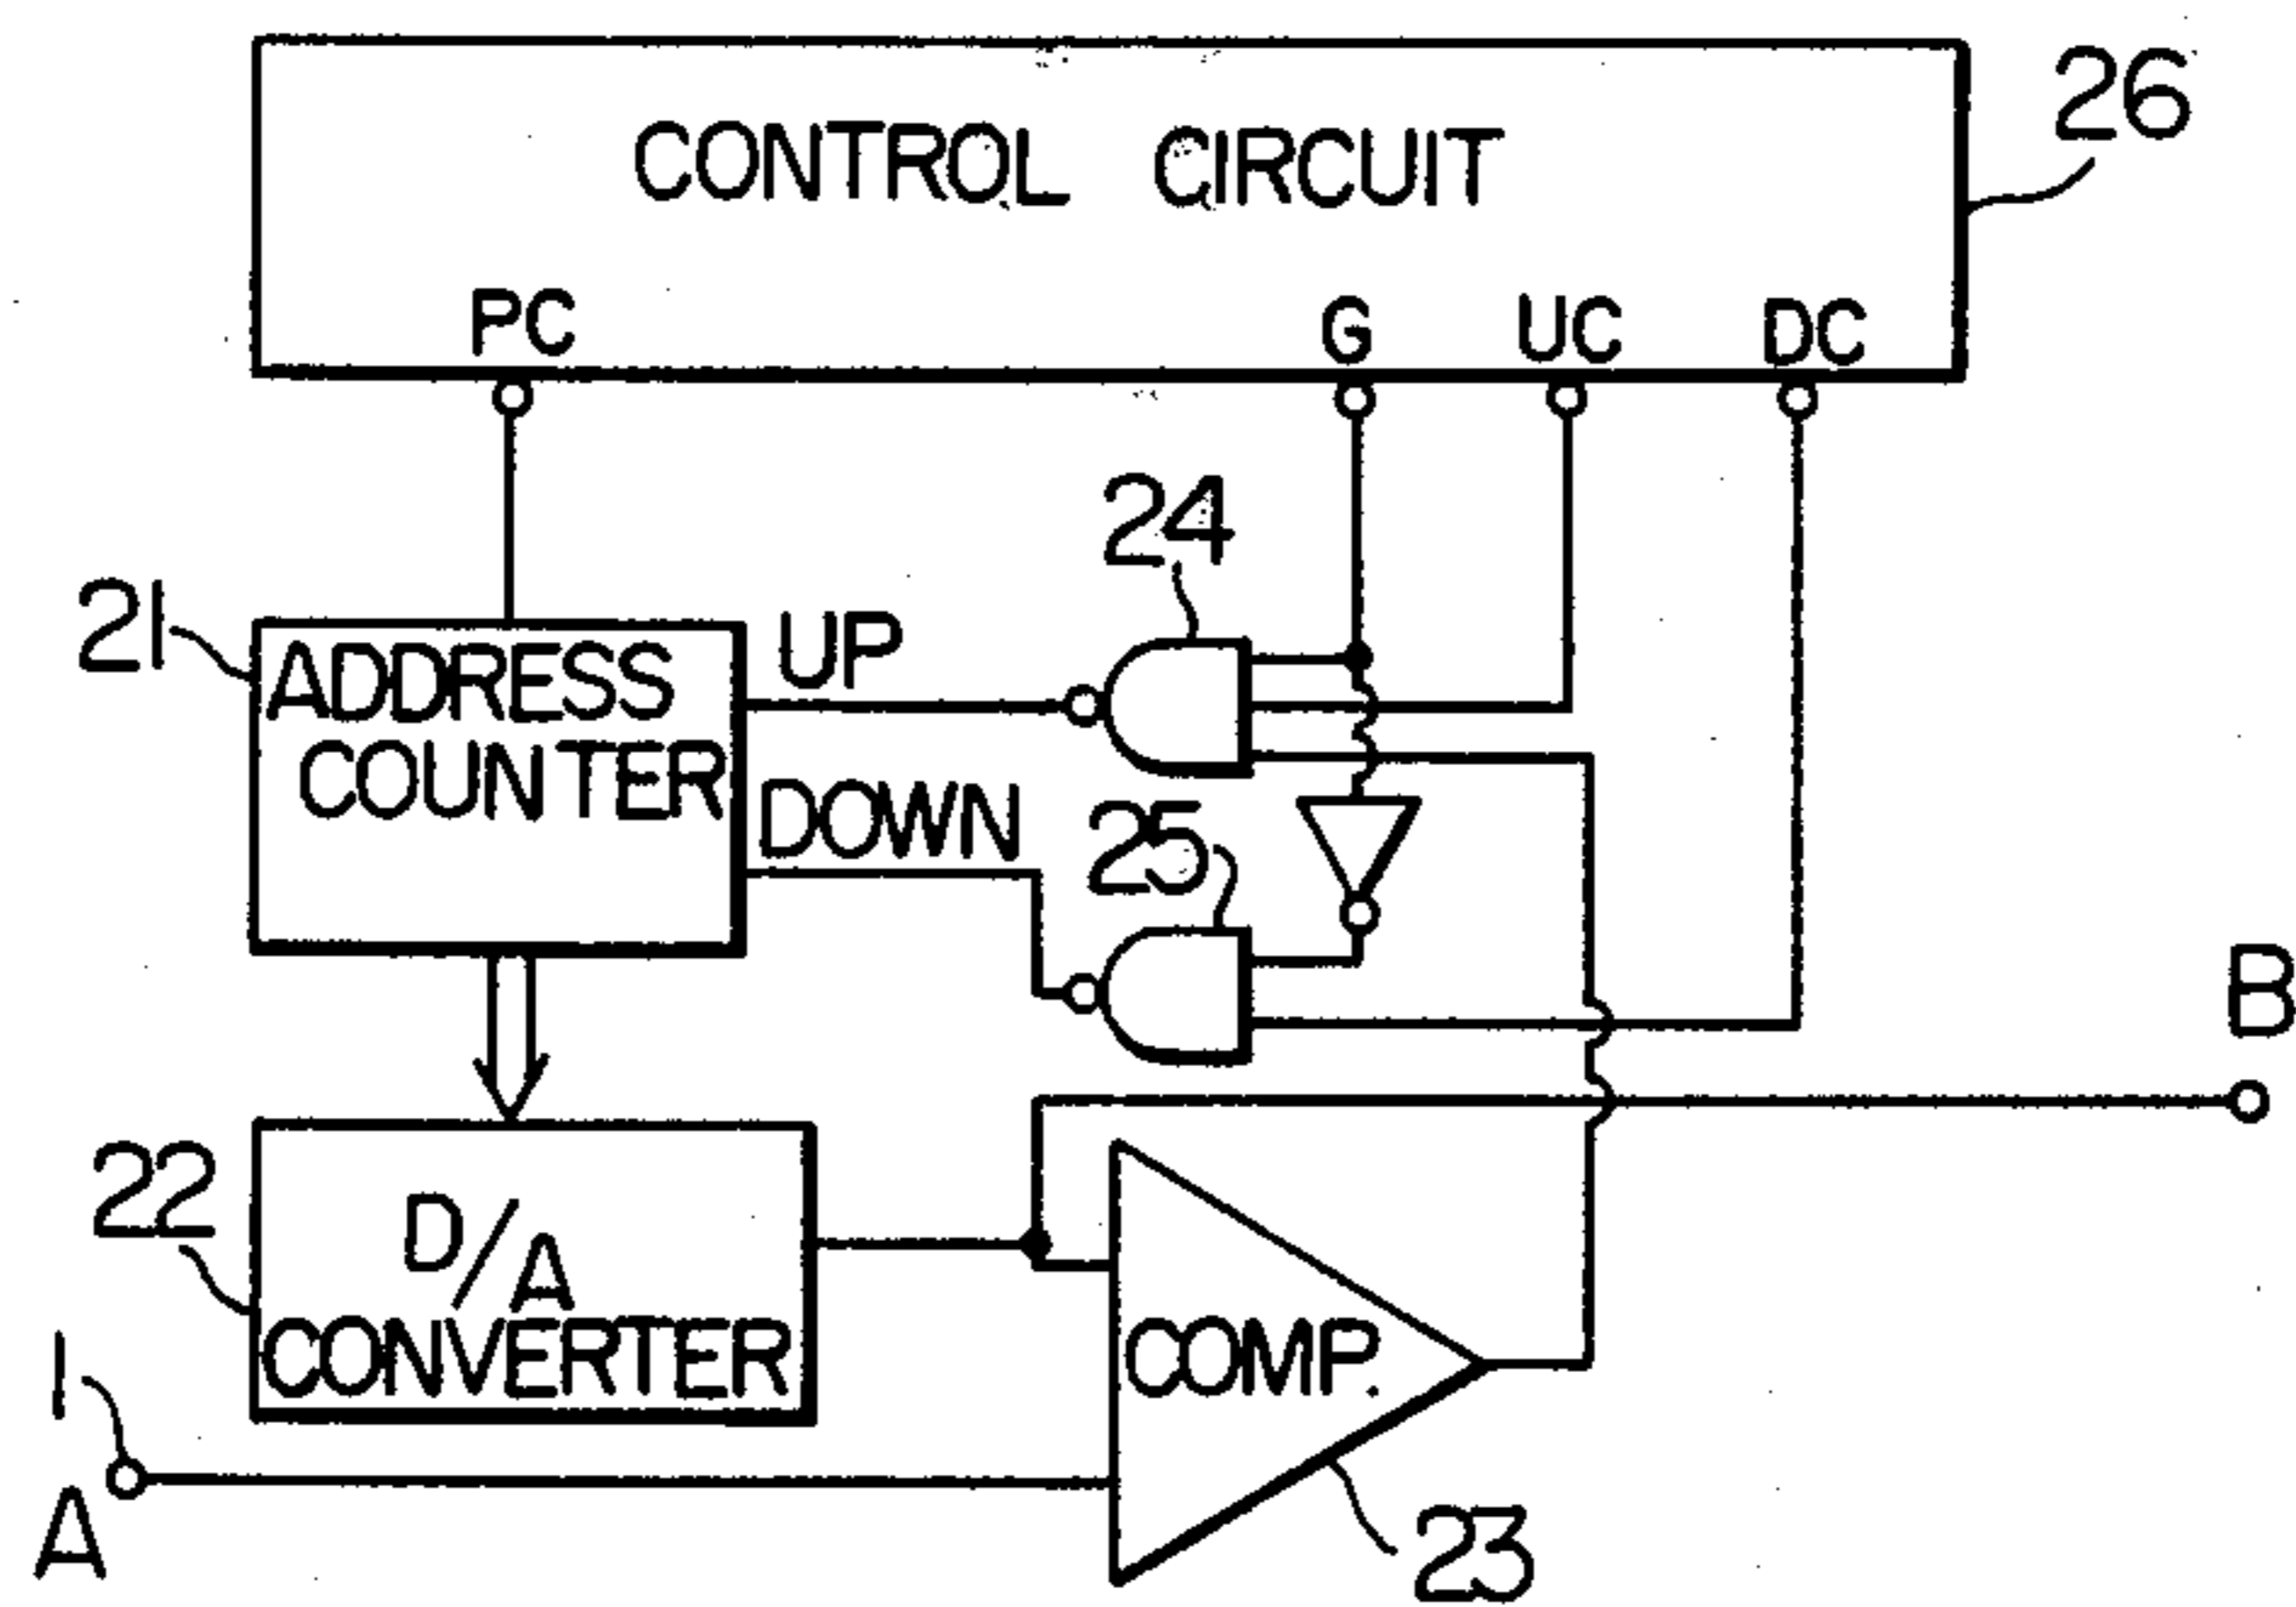 CONTROL CIRCUIT
26
PC
G
UC
DC
24
21
ADDRESS
COUNTER
UP
DOWN
25
B
22
D/A
CONVERTER
COMP.
1
A
23